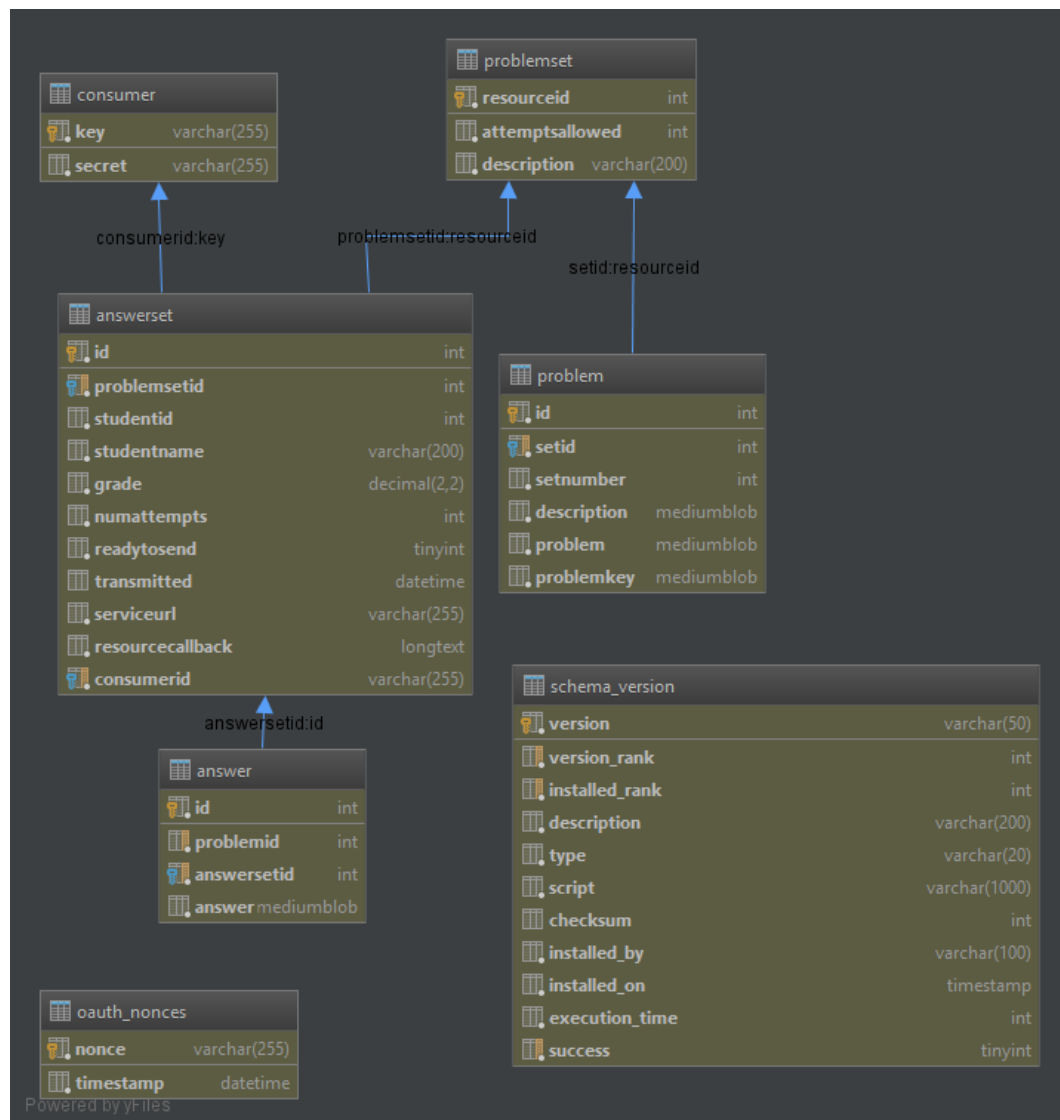 problemset
resourceid int
attemptsallowed int
description varchar(200)
consumer
key varchar(255)
secret varchar(255)
consumerid:key
problemsetid:resourceid
setid:resourceid
answerset
id int
problemsetid int
studentid int
studentname varchar(200)
grade decimal(2,2)
numattempts int
readytosend tinyint
transmitted datetime
serviceurl varchar(255)
resourcecallback longtext
consumerid varchar(255)
problem
id int
setid int
setnumber int
description mediumblob
problem mediumblob
problemkey mediumblob
answersetid:id
answer
id int
problemid int
answersetid int
answer mediumblob
schema_version
version varchar(50)
version_rank int
installed_rank int
description varchar(200)
type varchar(20)
script varchar(1000)
checksum int
installed_by varchar(100)
installed_on timestamp
execution_time int
success tinyint
oauth_nonces
nonce varchar(255)
timestamp datetime
Powered by yFiles